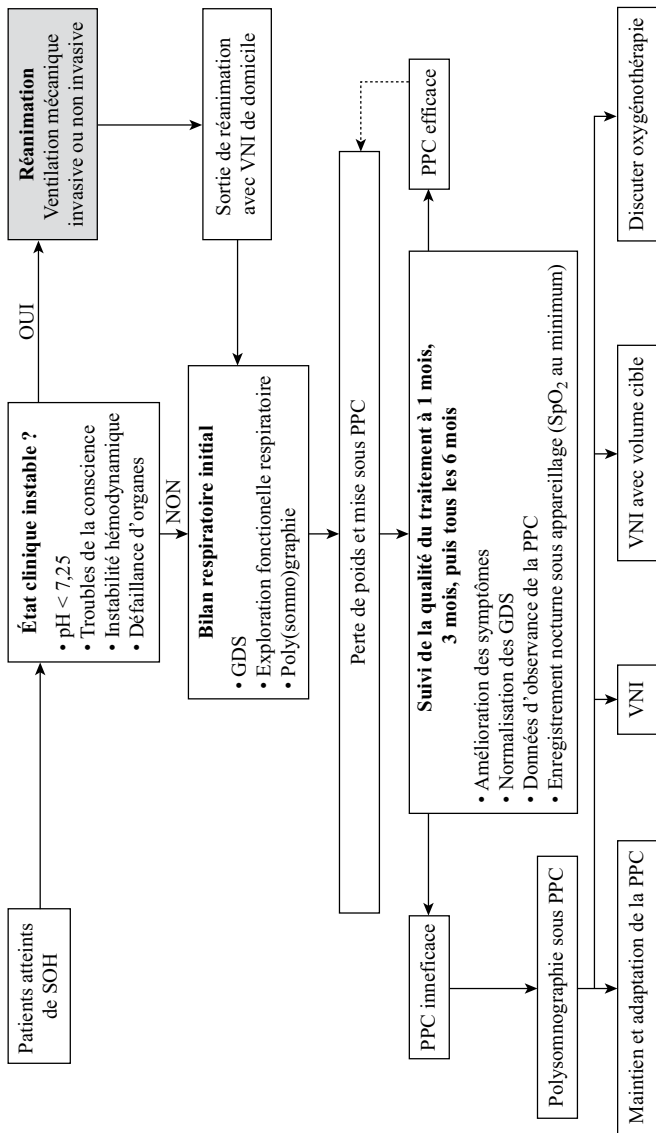 Patients atteints
de SOH
État clinique instable ?
• pH < 7,25
• Troubles de la conscience
• Instabilité hémodynamique
• Défaillance d’organes
OUI
Réanimation
Ventilation mécanique
invasive ou non invasive
NON
Sortie de réanimation
avec VNI de domicile
Bilan respiratoire initial
• GDS
• Exploration fonctionelle respiratoire
• Poly(somno)graphie
Perte de poids et mise sous PPC
Suivi de la qualité du traitement à 1 mois,
3 mois, puis tous les 6 mois
• Amélioration des symptômes
• Normalisation des GDS
• Données d’observance de la PPC
• Enregistrement nocturne sous appareillage (SpO2 au minimum)
PPC inneficace
PPC efficace
Polysomnographie sous PPC
Maintien et adaptation de la PPC
VNI
VNI avec volume cible
Discuter oxygénothérapie